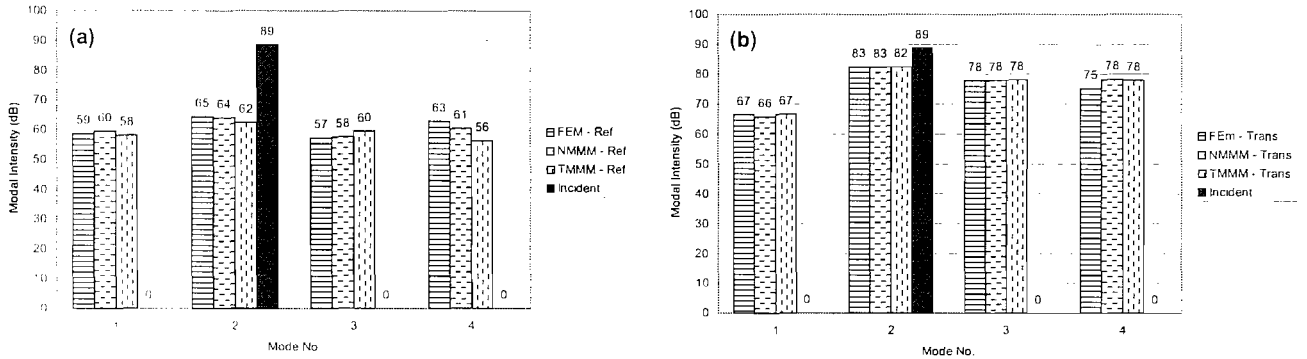 (a)
100
90
80
70
60
50
40
30
20
10
0
Modal Intensity (dB)
59 60 58 0
65 64 62 89
57 58 60 0
63 61 56 0
1 2 3 4
Mode No.
FEM - Ref
NMMM - Ref
TMMM - Ref
Incident
(b)
100
90
80
70
60
50
40
30
20
10
0
Modal Intensity (dB)
67 66 67 0
83 83 82 89
78 78 78 0
75 78 78 0
1 2 3 4
Mode No.
FEm - Trans
NMMM - Trans
TMMM - Trans
Incident